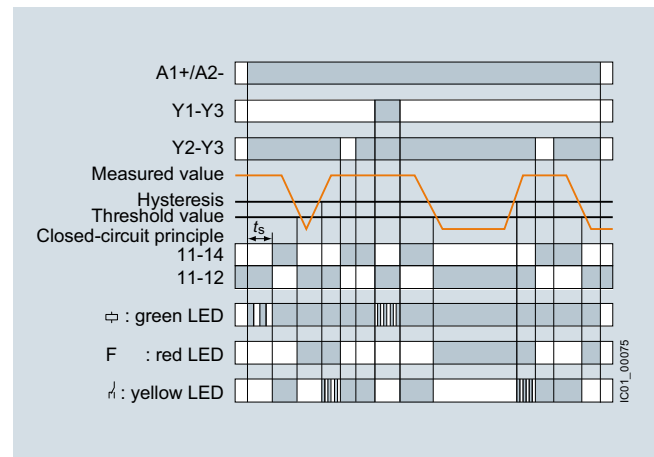 A1+/A2-
Y1-Y3
Y2-Y3
Measured value
Hysteresis
Threshold value
Closed-circuit principle
ts
11-14
11-12
: green LED
F : red LED
: yellow LED
IC01_00075